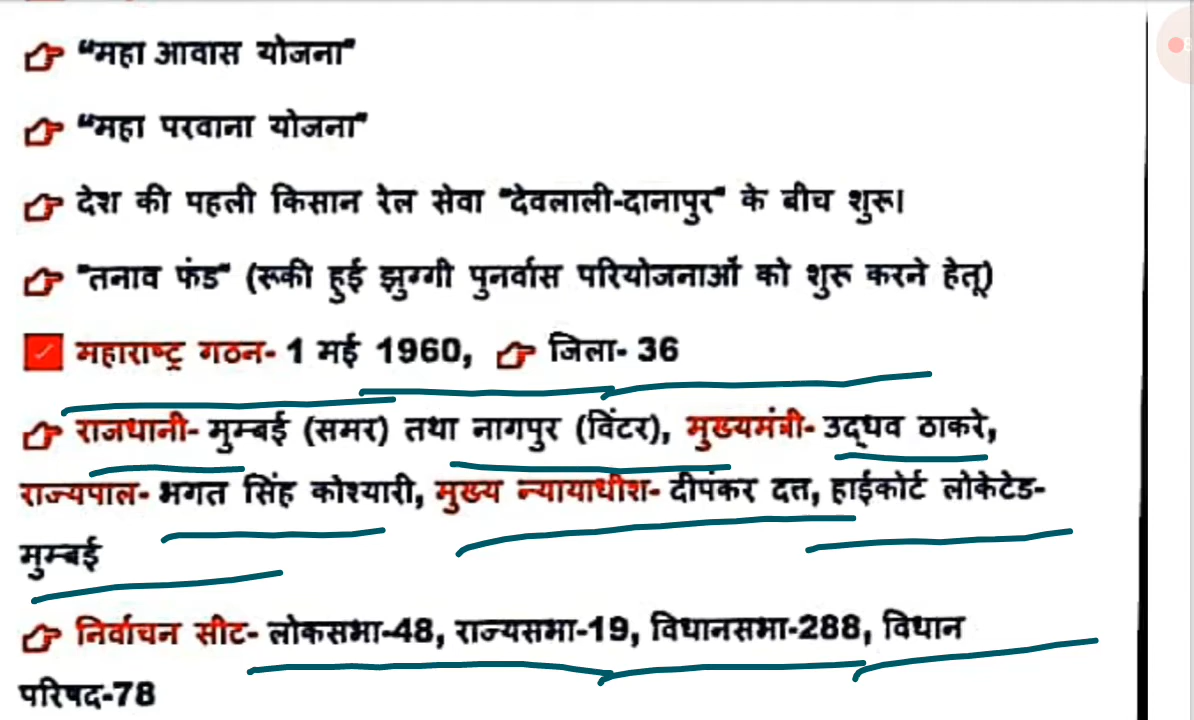 "महा आवास योजना"
"महा परवाना योजना"
देश की पहली किसान रेल सेवा "देवलाली-दानापुर" के बीच शुरू।
"तनाव फंड" (रूकी हुई झुग्गी पुनर्वास परियोजनाओं को शुरू करने हेतू)
महाराष्ट्र गठन- 1 मई 1960, जिला- 36
राजधानी- मुम्बई (समर) तथा नागपुर (विंटर), मुख्यमंत्री- उद्धव ठाकरे,
राज्यपाल- भगत सिंह कोश्यारी, मुख्य न्यायाधीश- दीपंकर दत्त, हाईकोर्ट लोकेटेड-
मुम्बई
निर्वाचन सीट- लोकसभा-48, राज्यसभा-19, विधानसभा-288, विधान
परिषद-78